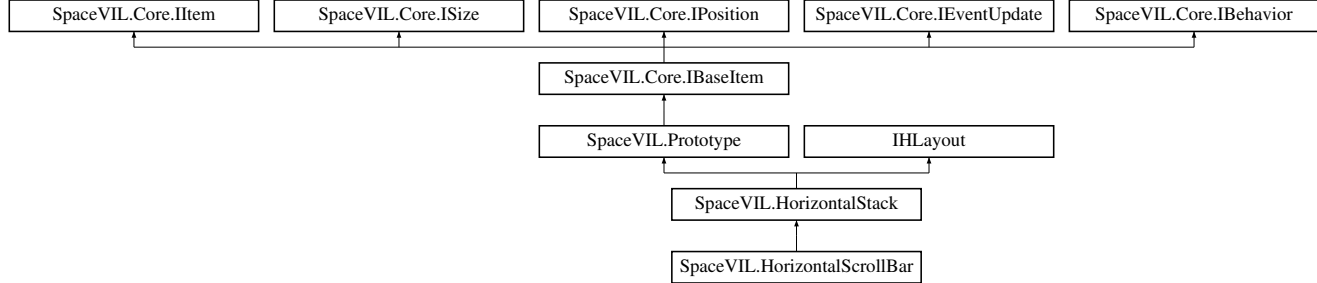 SpaceVIL.Core.IItem
SpaceVIL.Core.ISize
SpaceVIL.Core.IPosition
SpaceVIL.Core.IEventUpdate
SpaceVIL.Core.IBehavior
SpaceVIL.Core.IBaseItem
SpaceVIL.Prototype
IHLayout
SpaceVIL.HorizontalStack
SpaceVIL.HorizontalScrollBar